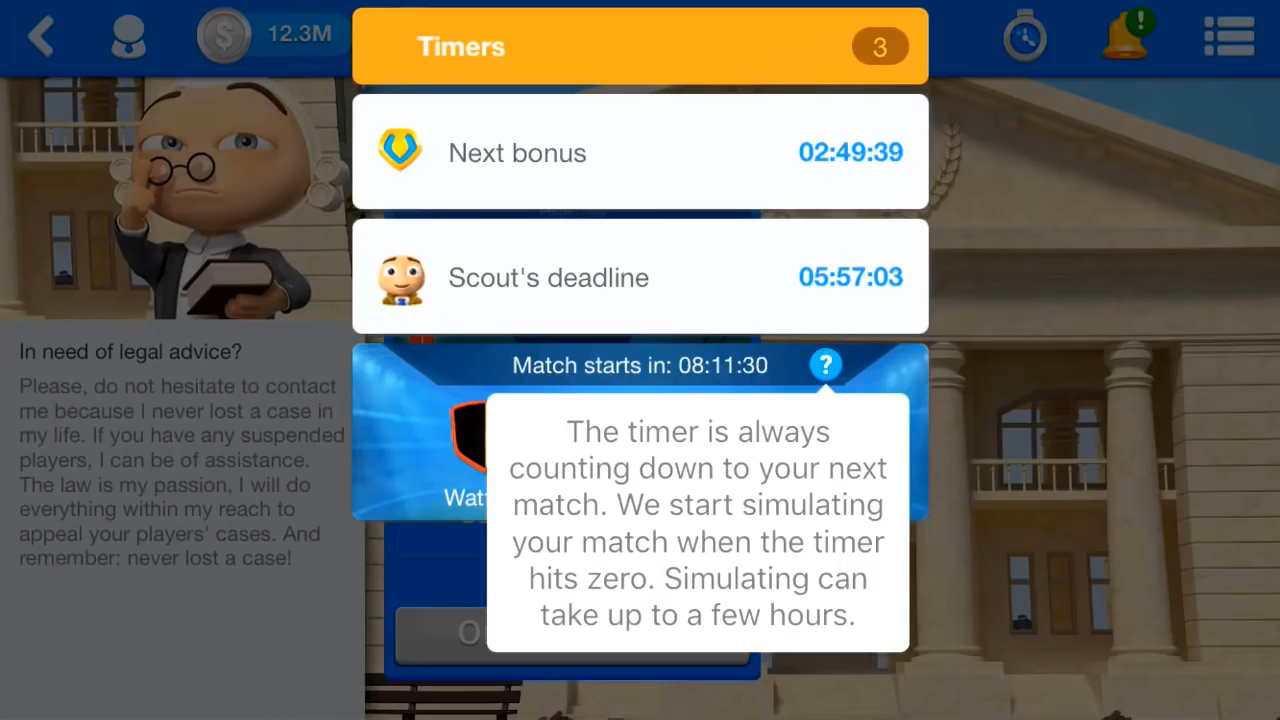 12.3M
Timers
3
Next bonus
02:49:39
Scout's deadline
05:57:03
Match starts in: 08:11:30
?
The timer is always
counting down to your next
match. We start simulating
your match when the timer
hits zero. Simulating can
take up to a few hours.
In need of legal advice?
Please, do not hesitate to contact
me because I never lost a case in
my life. If you have any suspended
players, I can be of assistance.
The law is my passion, I will do
everything within my reach to
appeal your players' cases. And
remember: never lost a case!